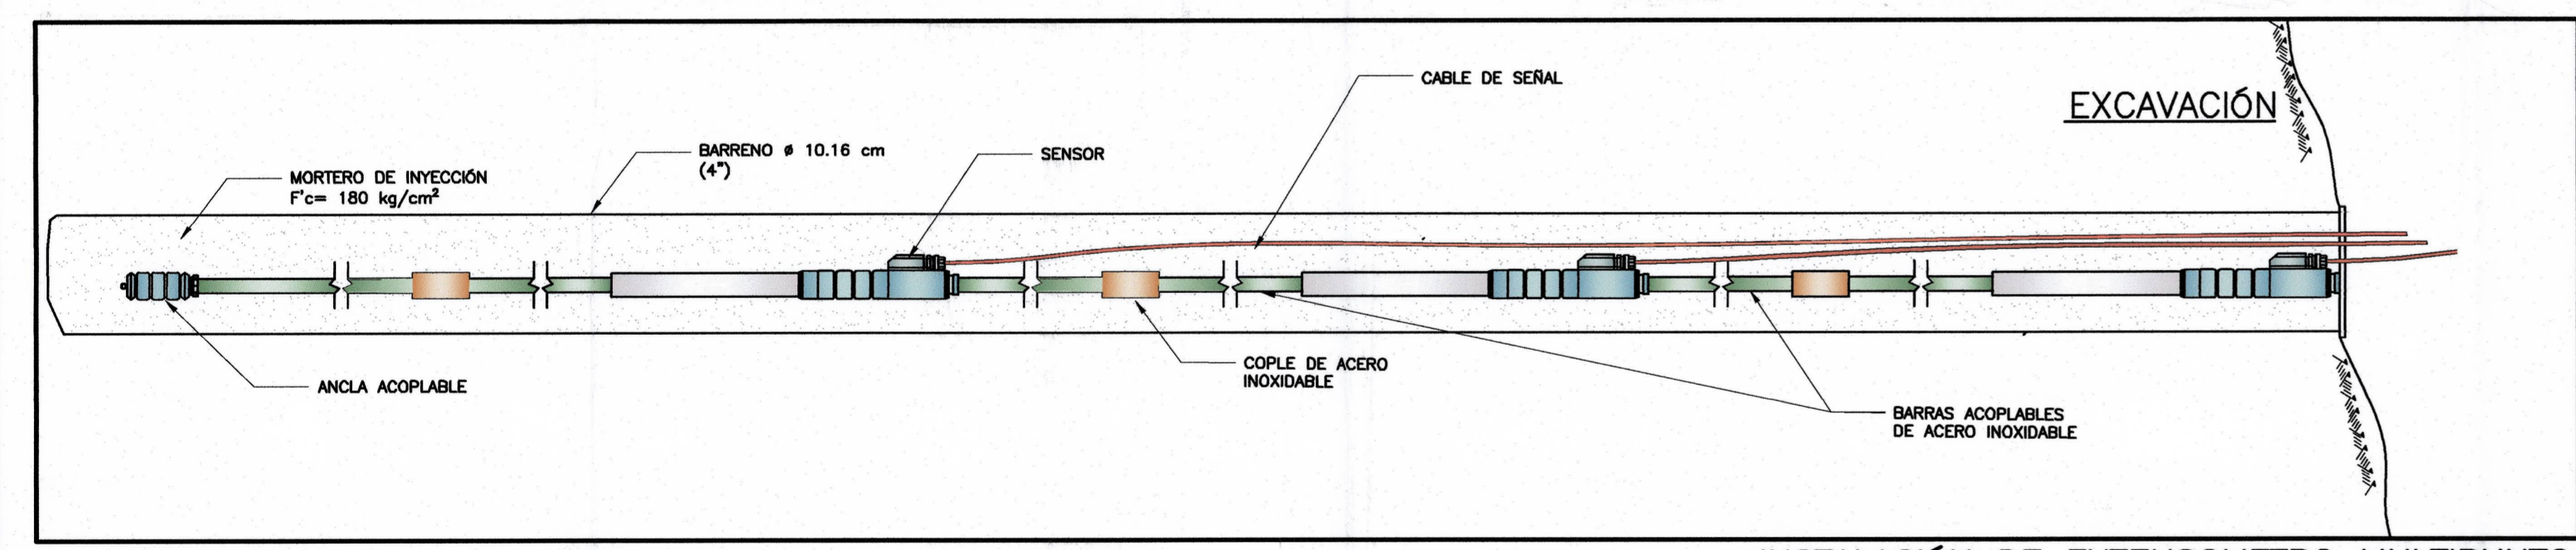 CABLE DE SEÑAL
EXCAVACIÓN
BARRENO ø 10.16 cm
(4")
SENSOR
MORTERO DE INYECCIÓN
F'c= 180 kg/cm²
COPLE DE ACERO
INOXIDABLE
ANCLA ACOPLABLE
BARRAS ACOPLABLES
DE ACERO INOXIDABLE